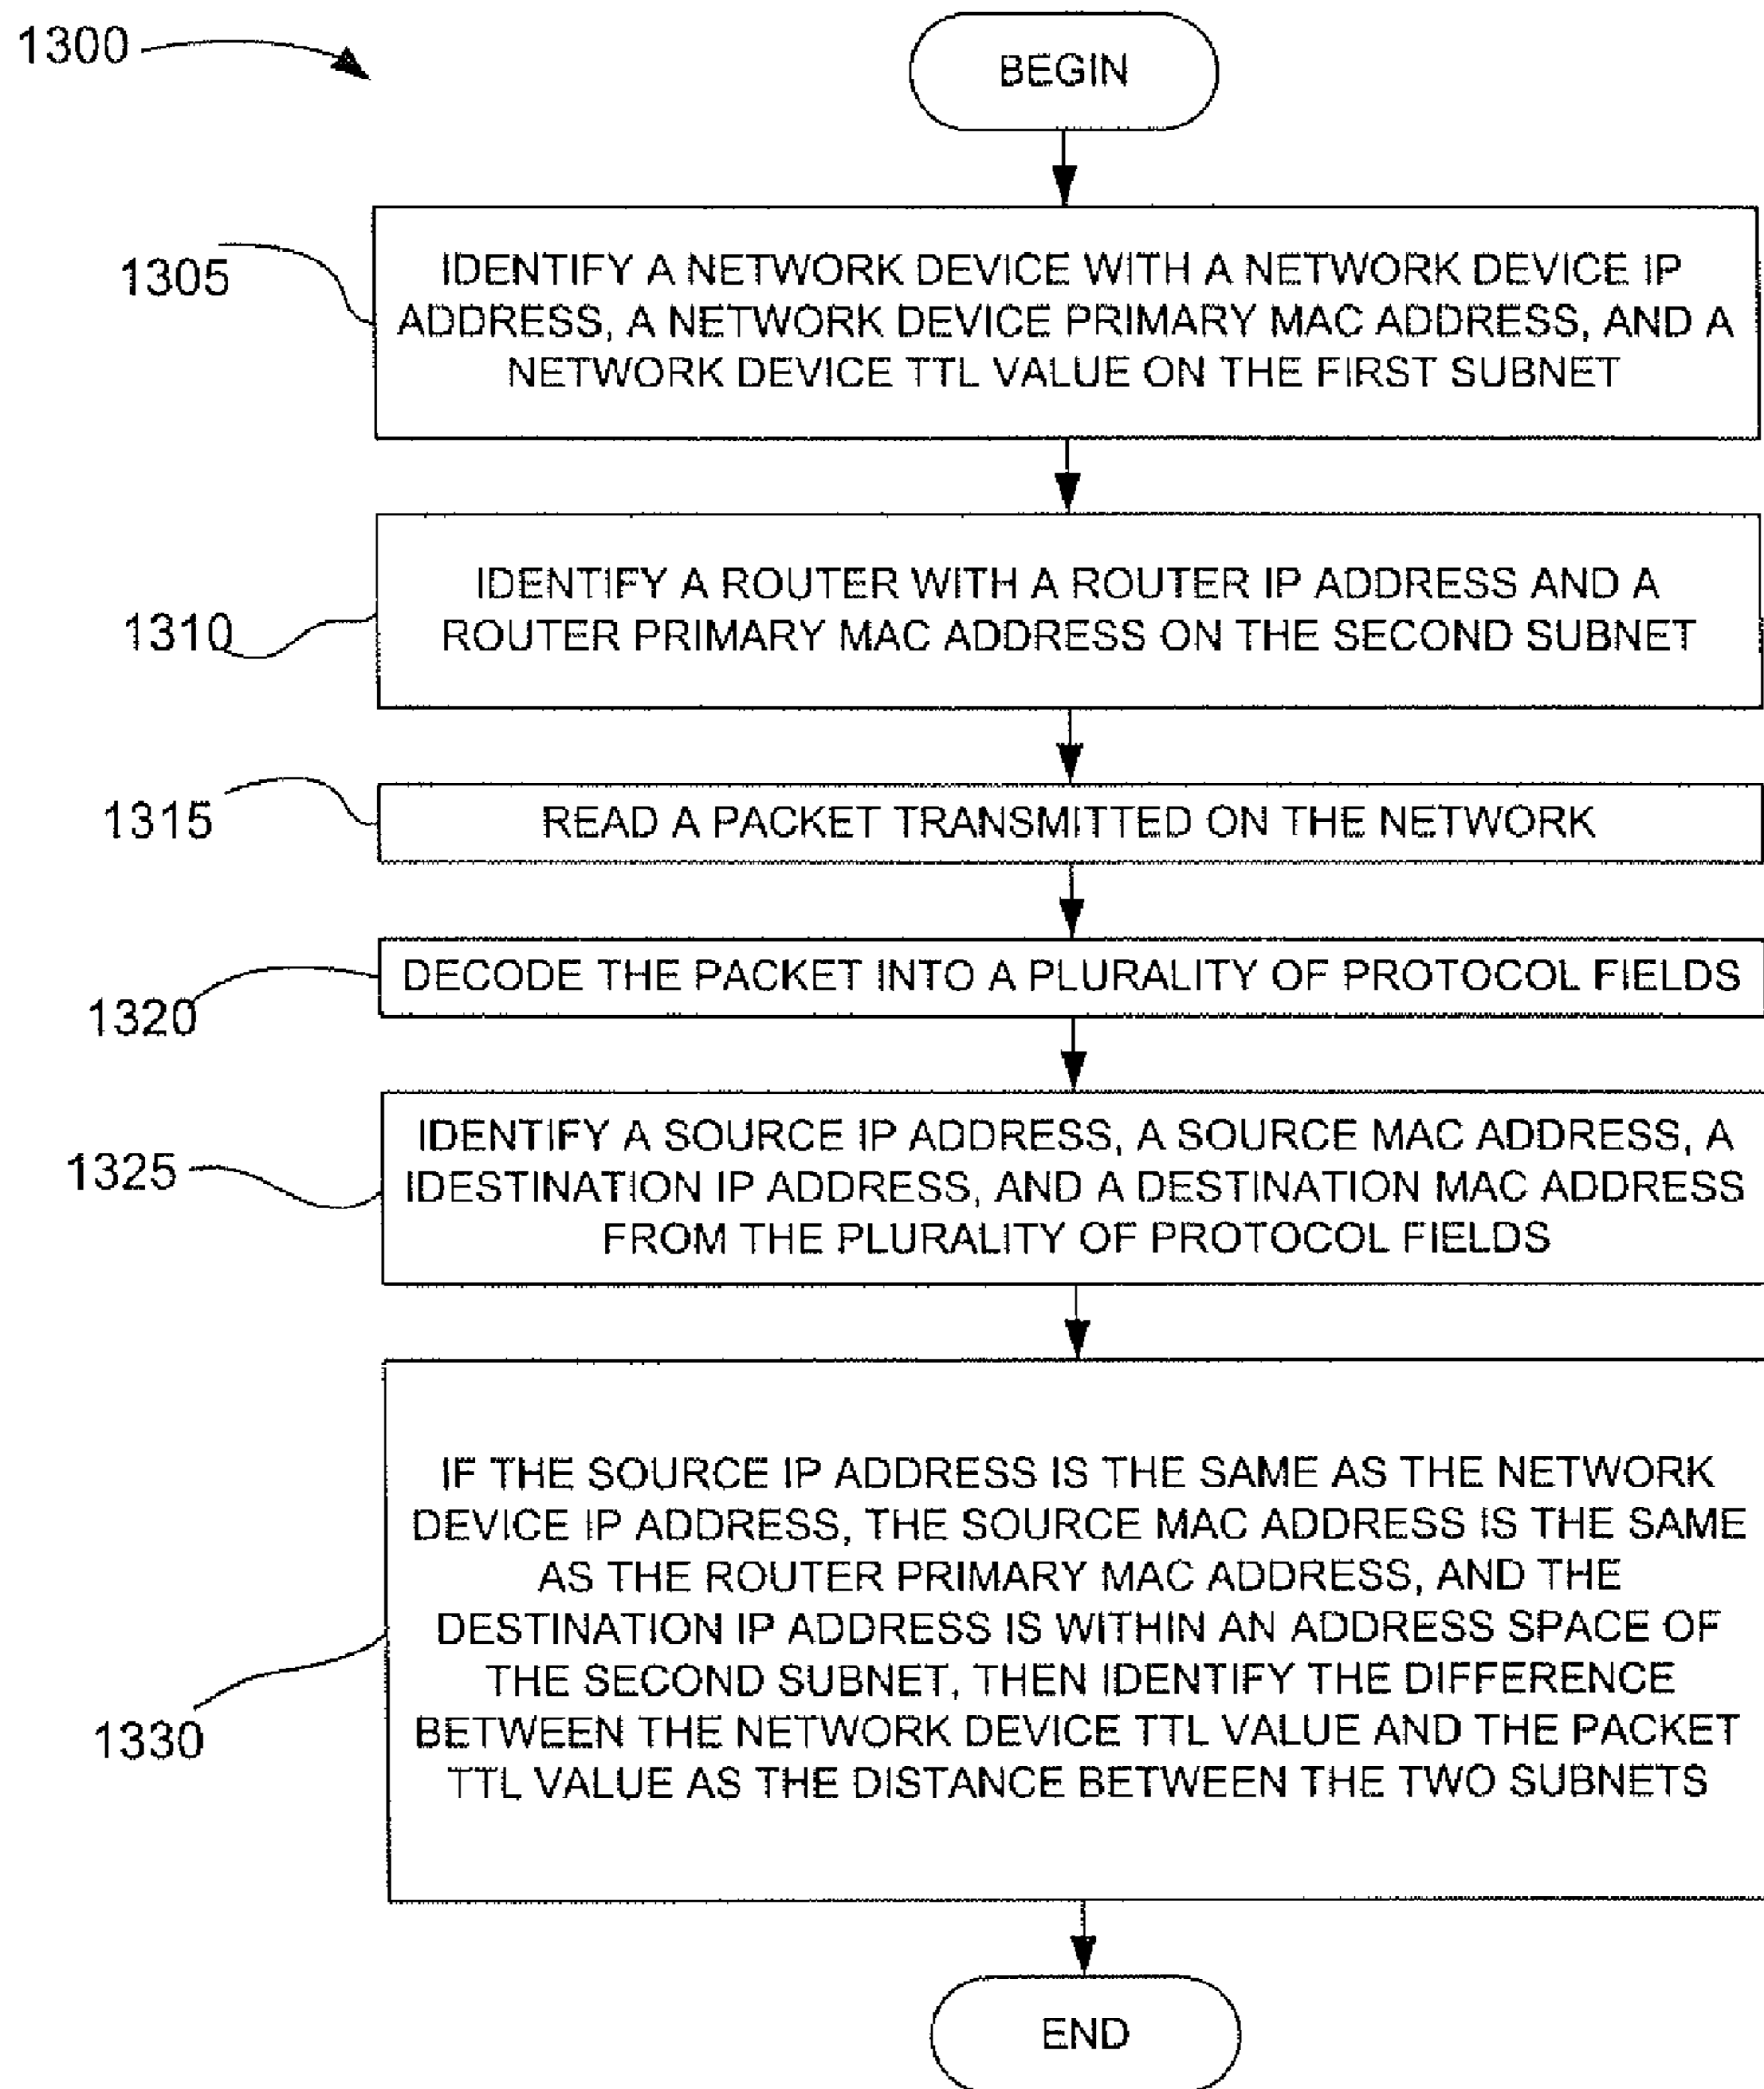 1300
BEGIN
1305
IDENTIFY A NETWORK DEVICE WITH A NETWORK DEVICE IP
ADDRESS, A NETWORK DEVICE PRIMARY MAC ADDRESS, AND A
NETWORK DEVICE TTL VALUE ON THE FIRST SUBNET
1310
IDENTIFY A ROUTER WITH A ROUTER IP ADDRESS AND A
ROUTER PRIMARY MAC ADDRESS ON THE SECOND SUBNET
1315
READ A PACKET TRANSMITTED ON THE NETWORK
1320
DECODE THE PACKET INTO A PLURALITY OF PROTOCOL FIELDS
1325
IDENTIFY A SOURCE IP ADDRESS, A SOURCE MAC ADDRESS, A
IDESTINATION IP ADDRESS, AND A DESTINATION MAC ADDRESS
FROM THE PLURALITY OF PROTOCOL FIELDS
1330
IF THE SOURCE IP ADDRESS IS THE SAME AS THE NETWORK
DEVICE IP ADDRESS, THE SOURCE MAC ADDRESS IS THE SAME
AS THE ROUTER PRIMARY MAC ADDRESS, AND THE
DESTINATION IP ADDRESS IS WITHIN AN ADDRESS SPACE OF
THE SECOND SUBNET, THEN IDENTIFY THE DIFFERENCE
BETWEEN THE NETWORK DEVICE TTL VALUE AND THE PACKET
TTL VALUE AS THE DISTANCE BETWEEN THE TWO SUBNETS
END